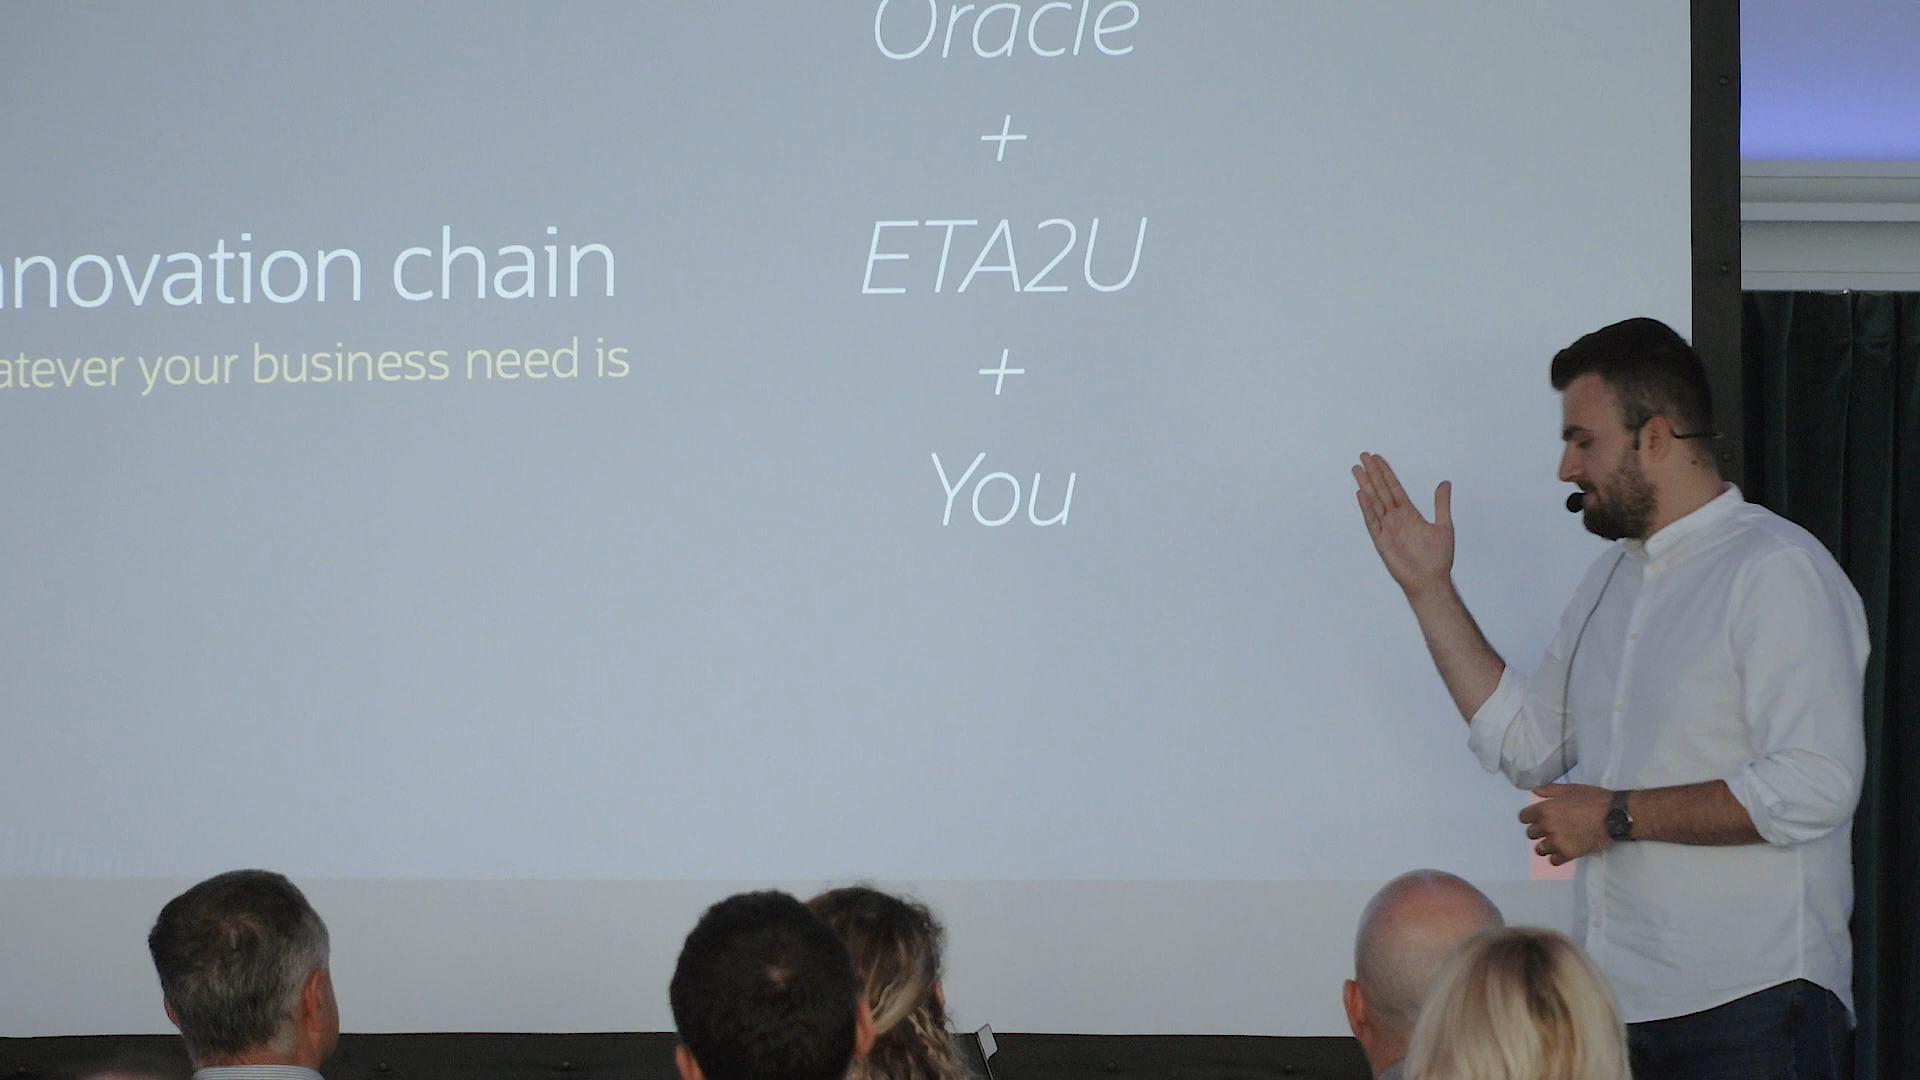 Oracle
+
ETA2U
+
You
nnovation chain
atever your business need is